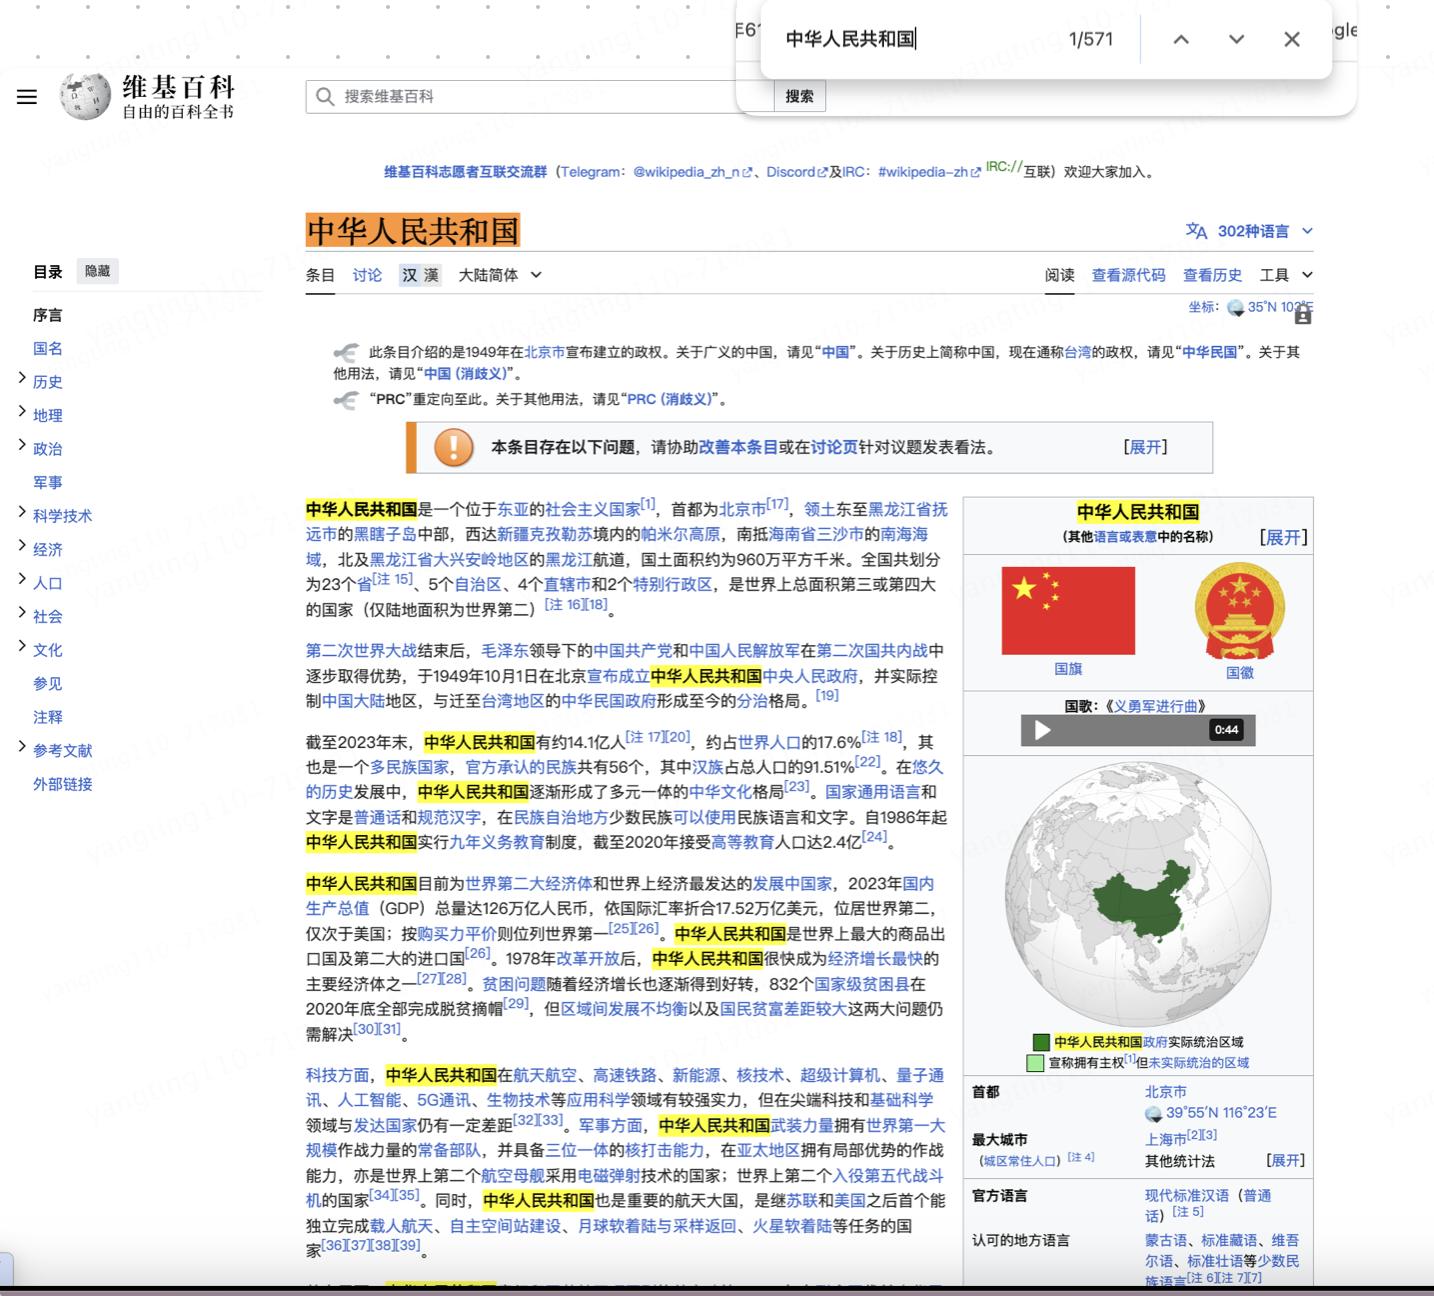 中华人民共和国
1/571
维基百科
自由的百科全书
搜索维基百科
搜索
维基百科志愿者互联交流群（Telegram：@wikipedia_zh_n、Discord及IRC：#wikipedia-zh IRC://互联）欢迎大家加入。
中华人民共和国
302种语言
条目 讨论 汉 漢 大陆简体
阅读 查看源代码 查看历史 工具
坐标： 35°N 103°E
目录 隐藏
序言
国名
历史
地理
政治
军事
科学技术
经济
人口
社会
文化
参见
注释
参考文献
外部链接
此条目介绍的是1949年在北京市宣布建立的政权。关于广义的中国，请见“中国”。关于历史上简称中国，现在通称台湾的政权，请见“中华民国”。关于其
他用法，请见“中国 (消歧义)”。
“PRC”重定向至此。关于其他用法，请见“PRC (消歧义)”。
本条目存在以下问题，请协助改善本条目或在讨论页针对议题发表看法。 [展开]
中华人民共和国是一个位于东亚的社会主义国家[1]，首都为北京市[17]，领土东至黑龙江省抚
远市的黑瞎子岛中部，西达新疆克孜勒苏境内的帕米尔高原，南抵海南省三沙市的南海海
域，北及黑龙江省大兴安岭地区的黑龙江航道，国土面积约为960万平方千米。全国共划分
为23个省[注 15]、5个自治区、4个直辖市和2个特别行政区，是世界上总面积第三或第四大
的国家（仅陆地面积为世界第二）[注 16][18]。
第二次世界大战结束后，毛泽东领导下的中国共产党和中国人民解放军在第二次国共内战中
逐步取得优势，于1949年10月1日在北京宣布成立中华人民共和国中央人民政府，并实际控
制中国大陆地区，与迁至台湾地区的中华民国政府形成至今的分治格局。[19]
截至2023年末，中华人民共和国有约14.1亿人[注 17][20]，约占世界人口的17.6%[注 18]，其
也是一个多民族国家，官方承认的民族共有56个，其中汉族占总人口的91.51%[22]。在悠久
的历史发展中，中华人民共和国逐渐形成了多元一体的中华文化格局[23]。国家通用语言和
文字是普通话和规范汉字，在民族自治地方少数民族可以使用民族语言和文字。自1986年起
中华人民共和国实行九年义务教育制度，截至2020年接受高等教育人口达2.4亿[24]。
中华人民共和国目前为世界第二大经济体和世界上经济最发达的发展中国家，2023年国内
生产总值（GDP）总量达126万亿人民币，依国际汇率折合17.52万亿美元，位居世界第二，
仅次于美国；按购买力平价则位列世界第一[25][26]。中华人民共和国是世界上最大的商品出
口国及第二大的进口国[26]。1978年改革开放后，中华人民共和国很快成为经济增长最快的
主要经济体之一[27][28]。贫困问题随着经济增长也逐渐得到好转，832个国家级贫困县在
2020年底全部完成脱贫摘帽[29]，但区域间发展不均衡以及国民贫富差距较大这两大问题仍
需解决[30][31]。
科技方面，中华人民共和国在航天航空、高速铁路、新能源、核技术、超级计算机、量子通
讯、人工智能、5G通讯、生物技术等应用科学领域有较强实力，但在尖端科技和基础科学
领域与发达国家仍有一定差距[32][33]。军事方面，中华人民共和国武装力量拥有世界第一大
规模作战力量的常备部队，并具备三位一体的核打击能力，在亚太地区拥有局部优势的作战
能力，亦是世界上第二个航空母舰采用电磁弹射技术的国家；世界上第二个入役第五代战斗
机的国家[34][35]。同时，中华人民共和国也是重要的航天大国，是继苏联和美国之后首个能
独立完成载人航天、自主空间站建设、月球软着陆与采样返回、火星软着陆等任务的国
家[36][37][38][39]。
中华人民共和国
(其他语言或表意中的名称) [展开]
国旗 国徽
国歌：《义勇军进行曲》
0:44
中华人民共和国政府实际统治区域
宣称拥有主权[1]但未实际统治的区域
首都 北京市
39°55′N 116°23′E
最大城市 上海市[2][3]
（城区常住人口）[注 4] 其他统计法 [展开]
官方语言 现代标准汉语（普通
话）[注 5]
认可的地方语言 蒙古语、标准藏语、维吾
尔语、标准壮语等少数民
族语言[注 6][注 7][7]